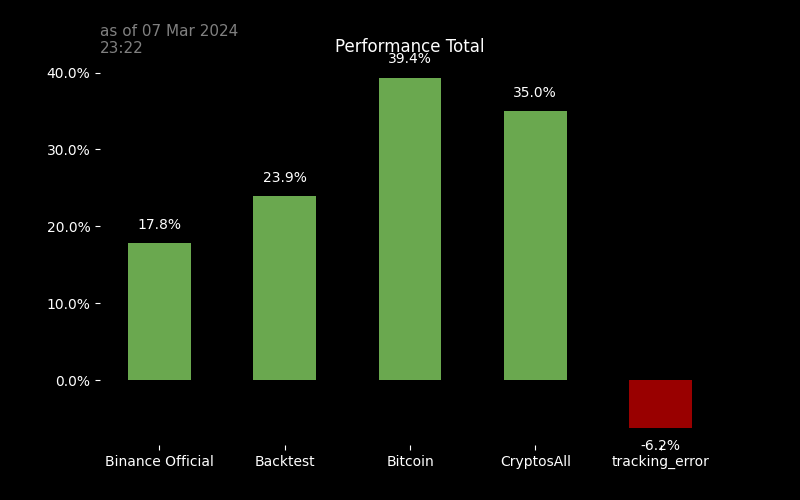 as of 07 Mar 2024
23:22
Performance Total
40.0%
30.0%
20.0%
10.0%
0.0%
17.8%
23.9%
39.4%
35.0%
-6.2%
Binance Official
Backtest
Bitcoin
CryptosAll
tracking_error